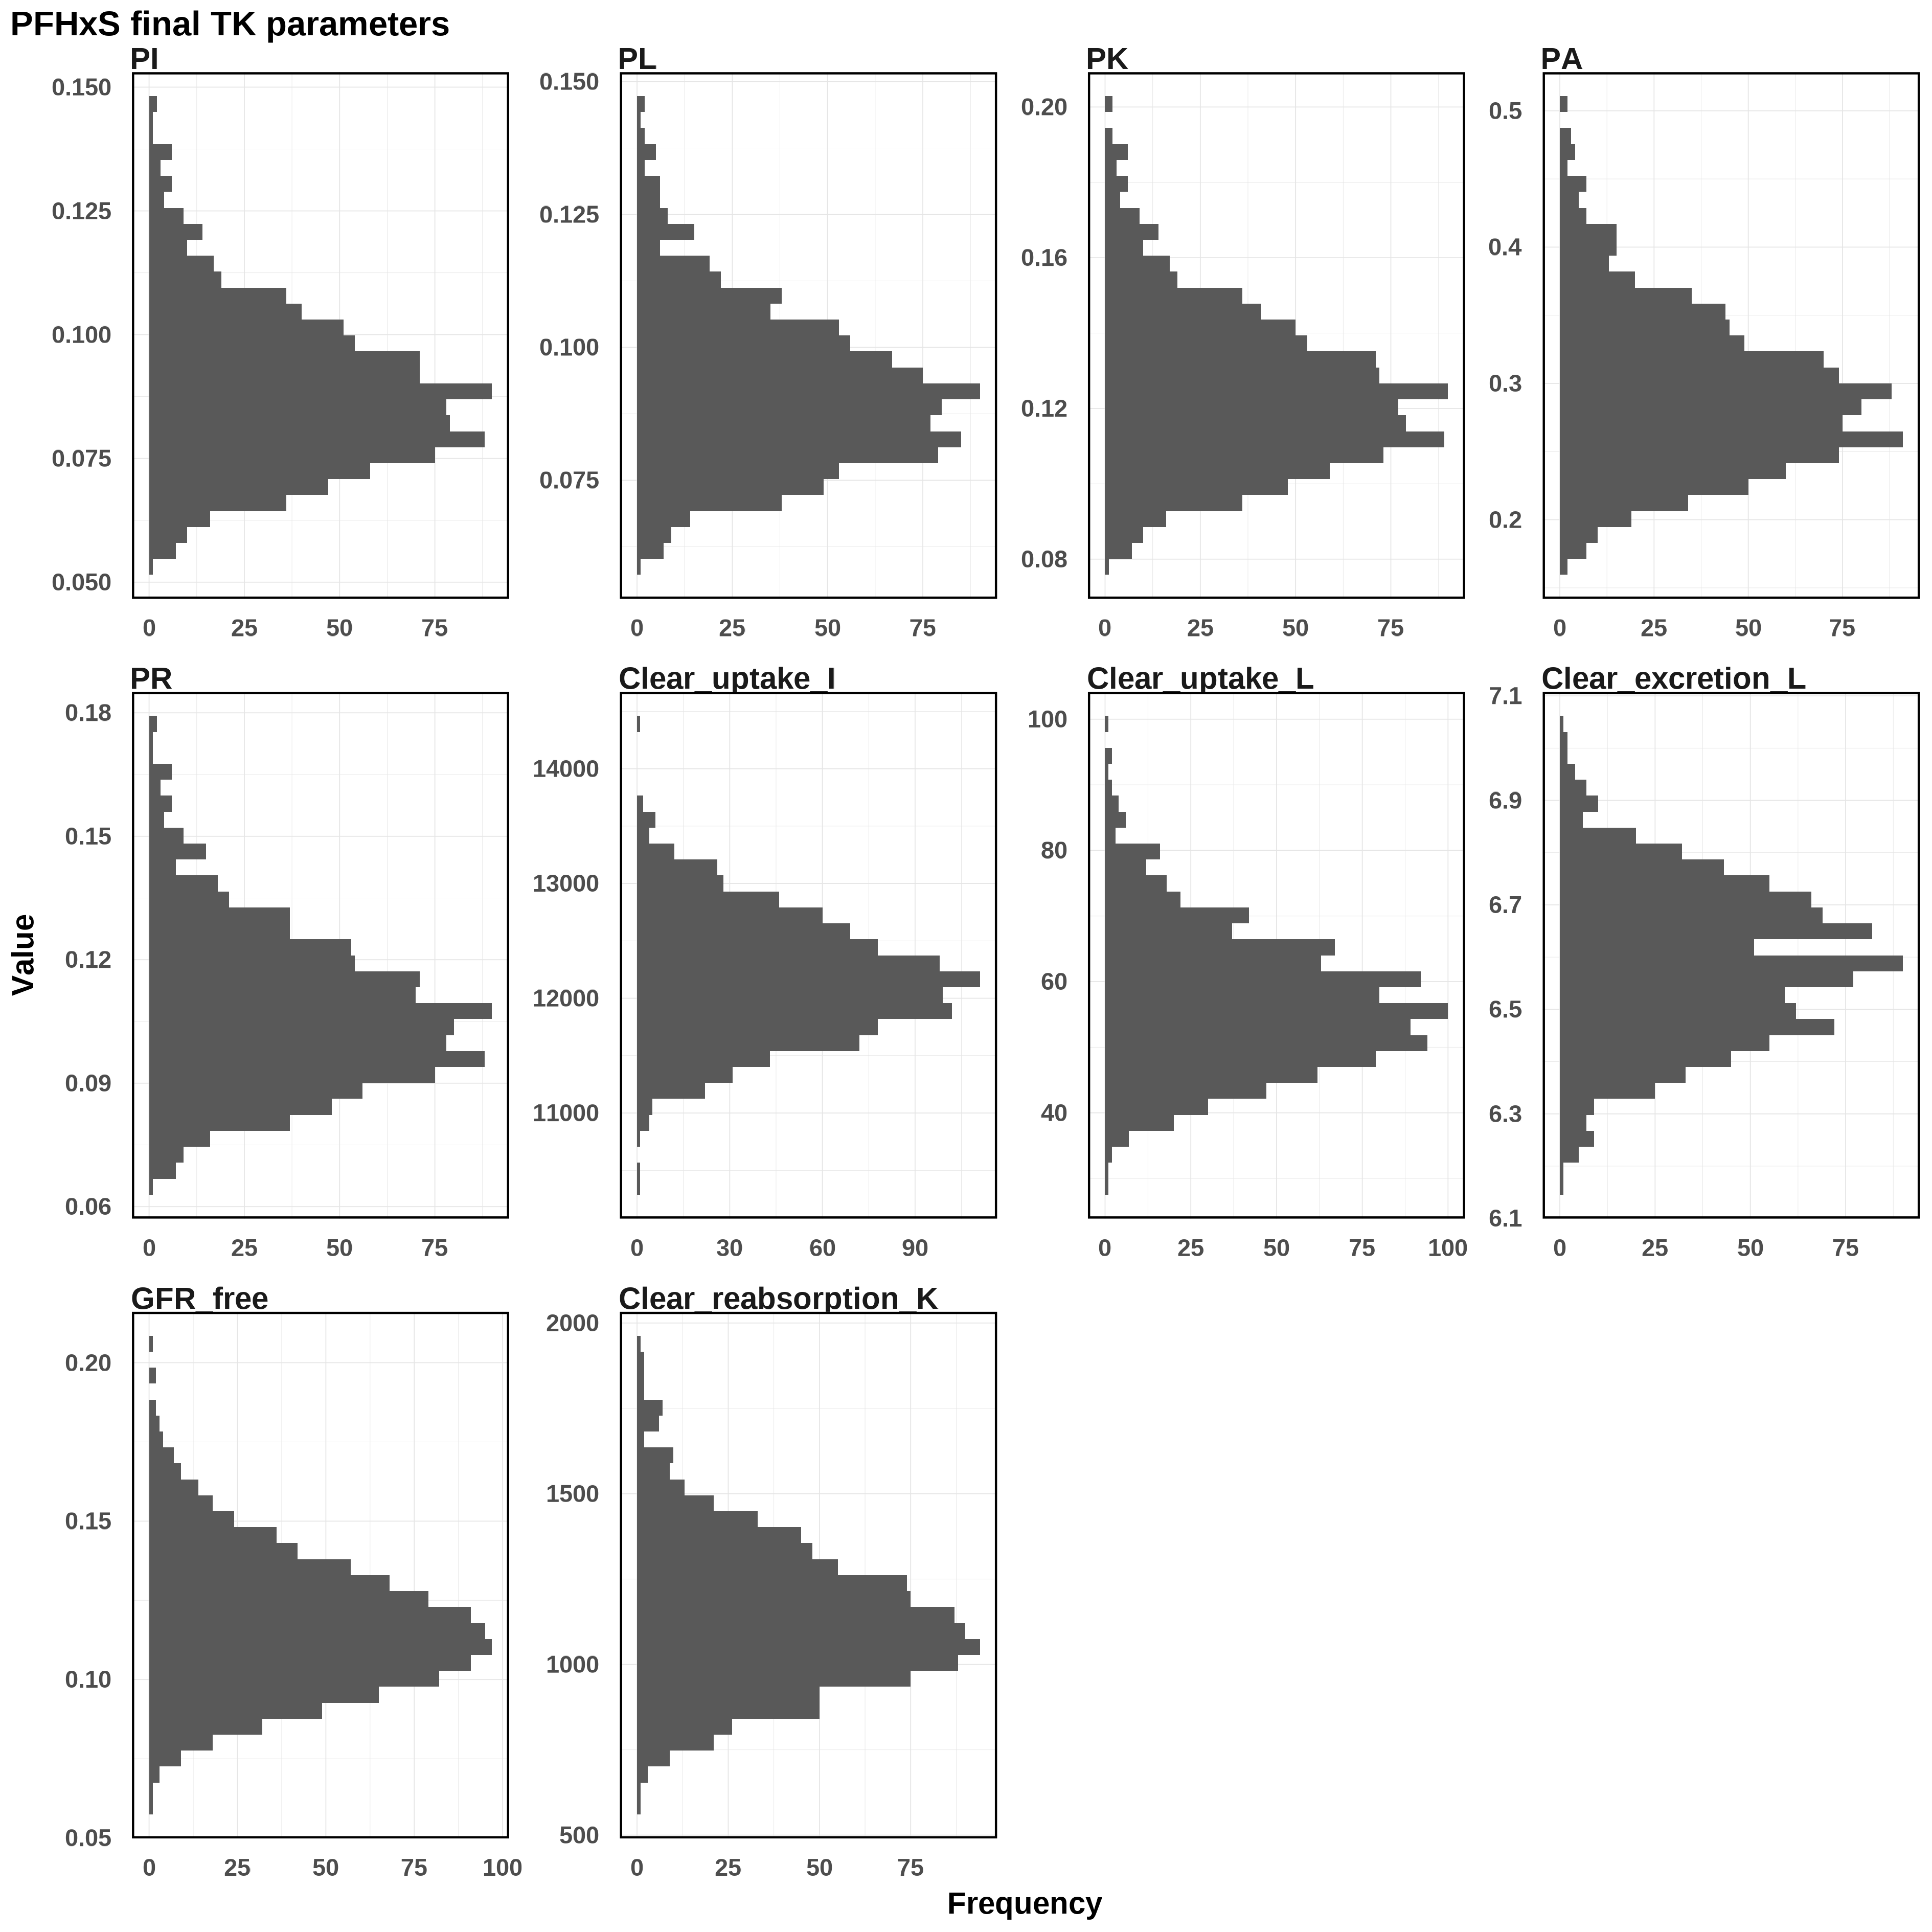 PFHxS final TK parameters
PI PL PK PA
0.150 0.125 0.100 0.075 0.050
0.150 0.125 0.100 0.075
0.20 0.16 0.12 0.08
0.5 0.4 0.3 0.2
0 25 50 75
0 25 50 75
0 25 50 75
0 25 50 75
PR Clear_uptake_I Clear_uptake_L Clear_excretion_L
0.18 0.15 0.12 0.09 0.06
14000 13000 12000 11000
100 80 60 40
7.1 6.9 6.7 6.5 6.3 6.1
0 25 50 75
0 30 60 90
0 25 50 75 100
0 25 50 75
GFR_free Clear_reabsorption_K
0.20 0.15 0.10 0.05
2000 1500 1000 500
0 25 50 75 100
0 25 50 75
Value
Frequency